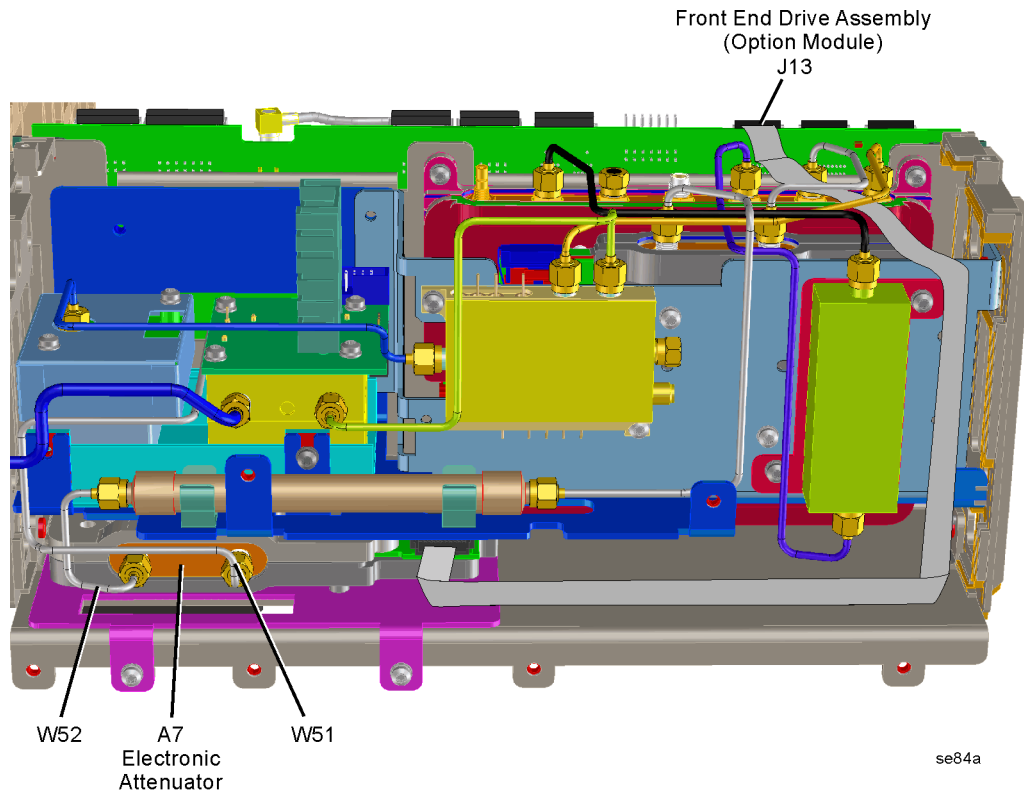 Front End Drive Assembly
(Option Module)
J13
W52
A7
Electronic
Attenuator
W51
se84a